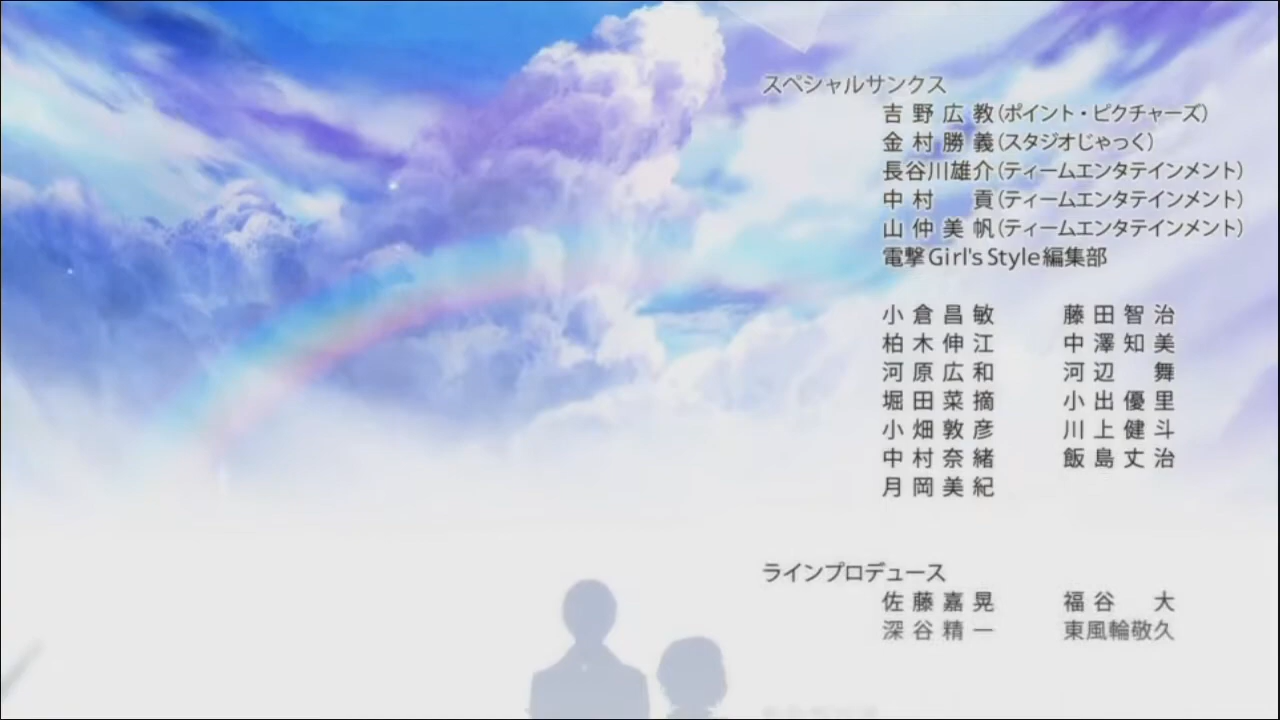 スペシャルサンクス
吉野広教(ポイント・ピクチャーズ)
金村勝義(スタジオじゃっく)
長谷川雄介(ティームエンタテインメント)
中村　貢(ティームエンタテインメント)
山仲美帆(ティームエンタテインメント)
電撃Girl's Style編集部
小倉昌敏　藤田智治
柏木伸江　中澤知美
河原広和　河辺　舞
堀田菜摘　小出優里
小畑敦彦　川上健斗
中村奈緒　飯島丈治
月岡美紀
ラインプロデュース
佐藤嘉晃　福谷　大
深谷精一　東風輪敬久